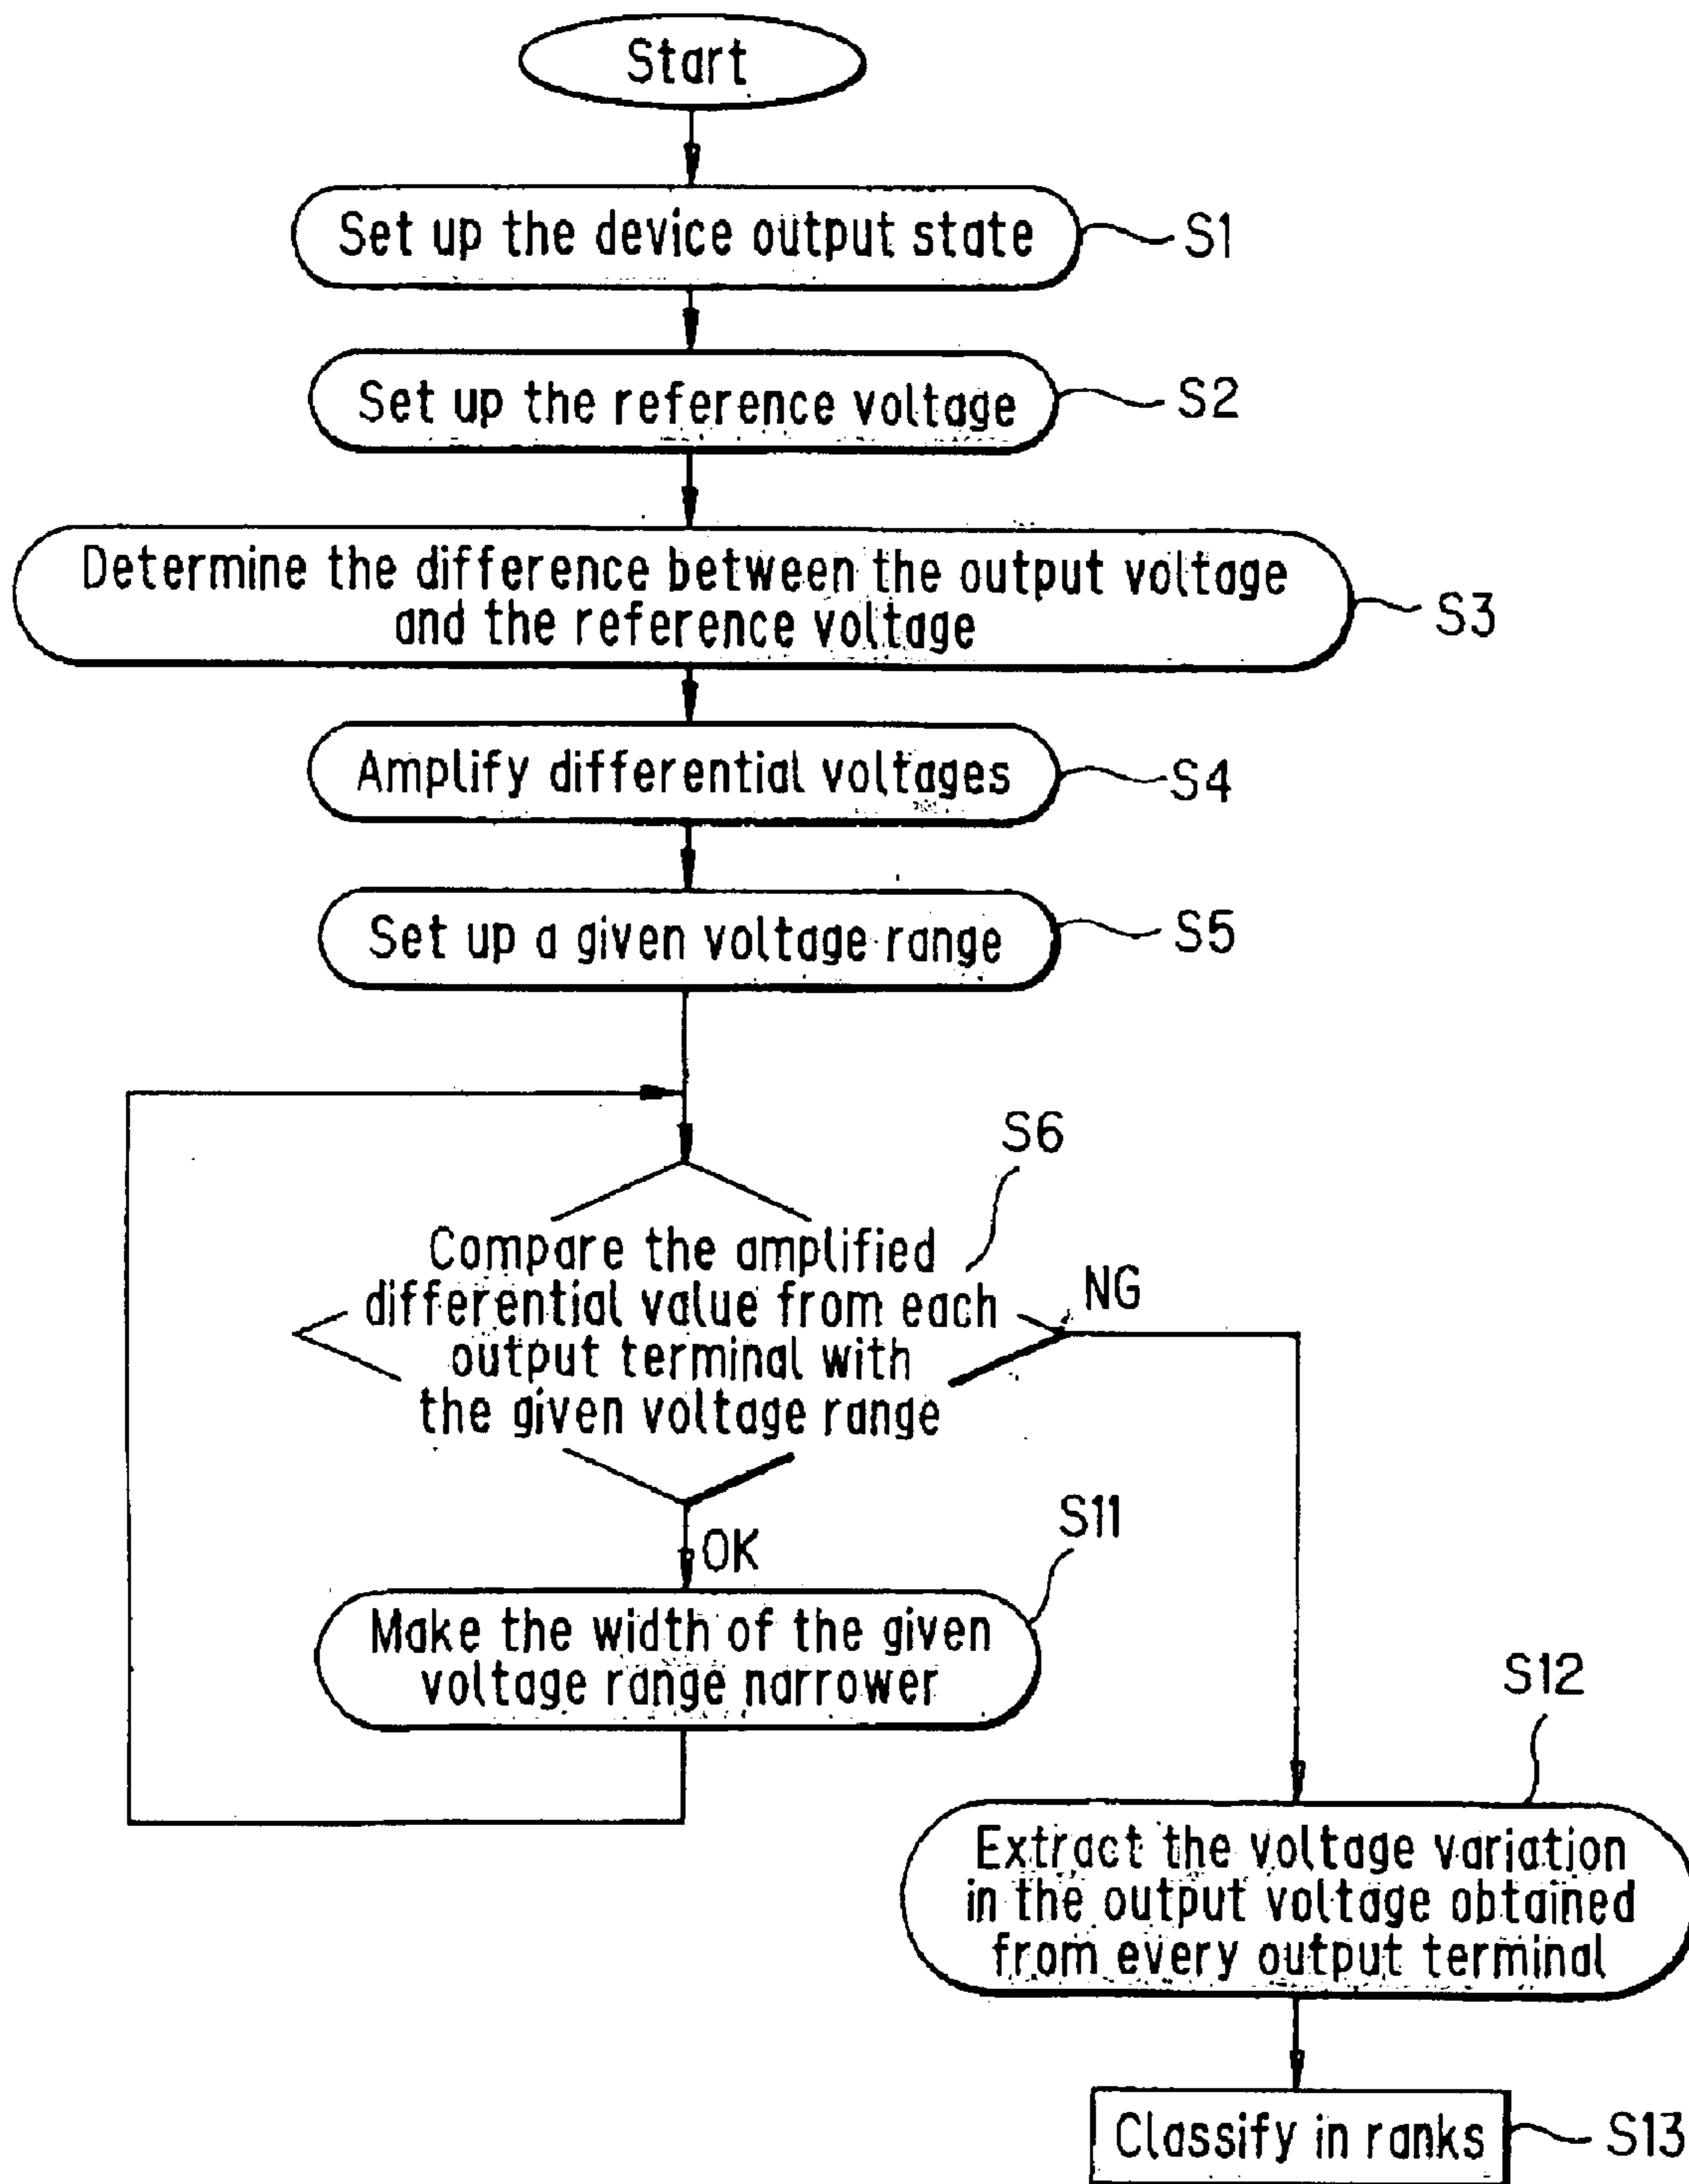 Start
Set up the device output state
S1
Set up the reference voltage
S2
Determine the difference between the output voltage
and the reference voltage
S3
Amplify differential voltages
S4
Set up a given voltage range
S5
S6
Compare the amplified
differential value from each
output terminal with
the given voltage range
NG
OK
S11
Make the width of the given
voltage range narrower
S12
Extract the voltage variation
in the output voltage obtained
from every output terminal
Classify in ranks
S13